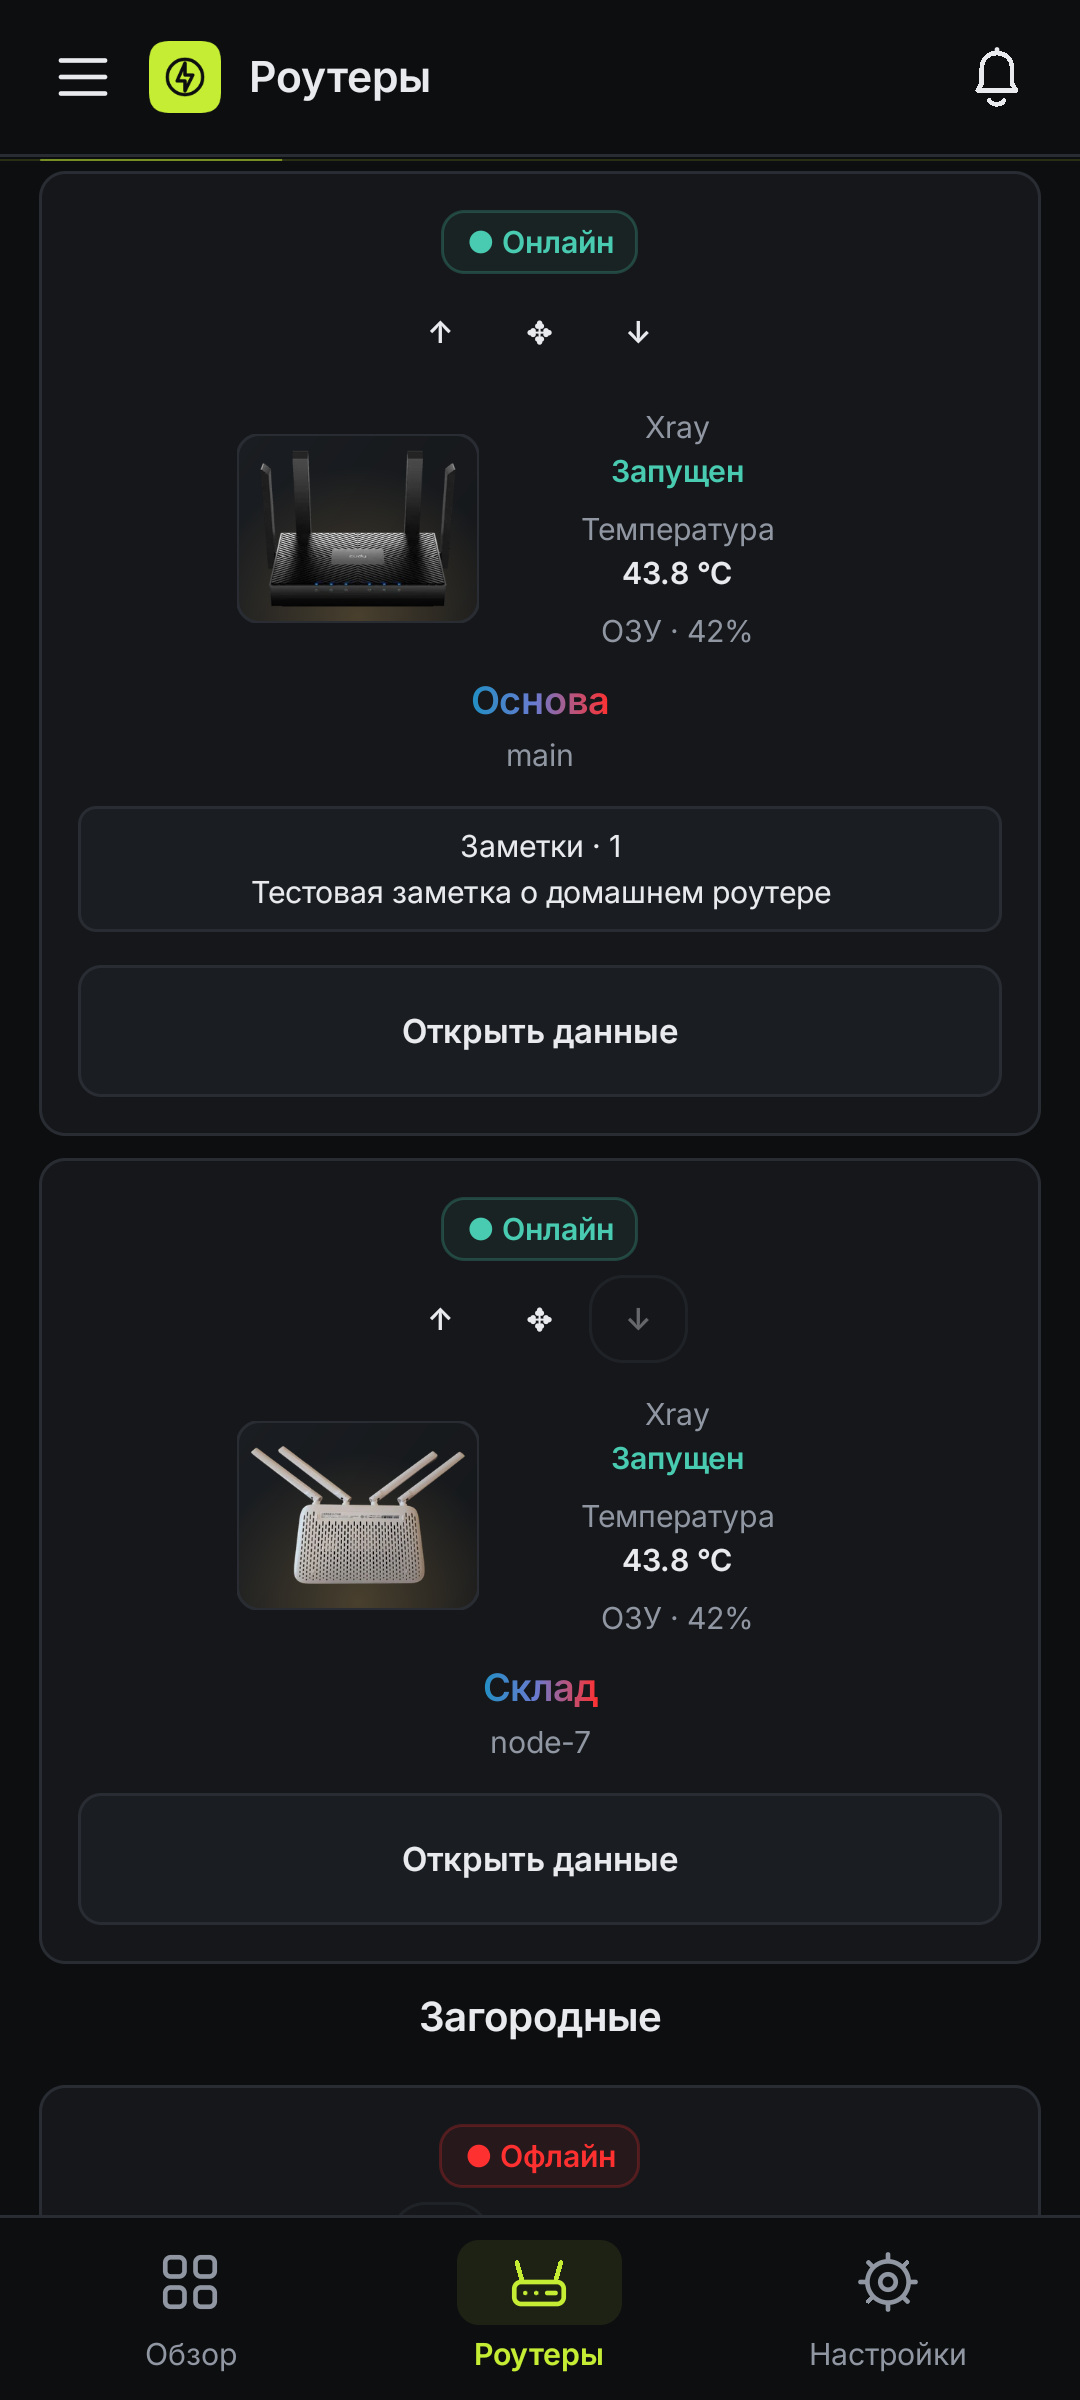 Роутеры
Онлайн
Xray
Запущен
Температура
43.8 °C
ОЗУ · 42%
Основа
main
Заметки · 1
Тестовая заметка о домашнем роутере
Открыть данные
Онлайн
Xray
Запущен
Температура
43.8 °C
ОЗУ · 42%
Склад
node-7
Открыть данные
Загородные
Офлайн
Обзор
Роутеры
Настройки